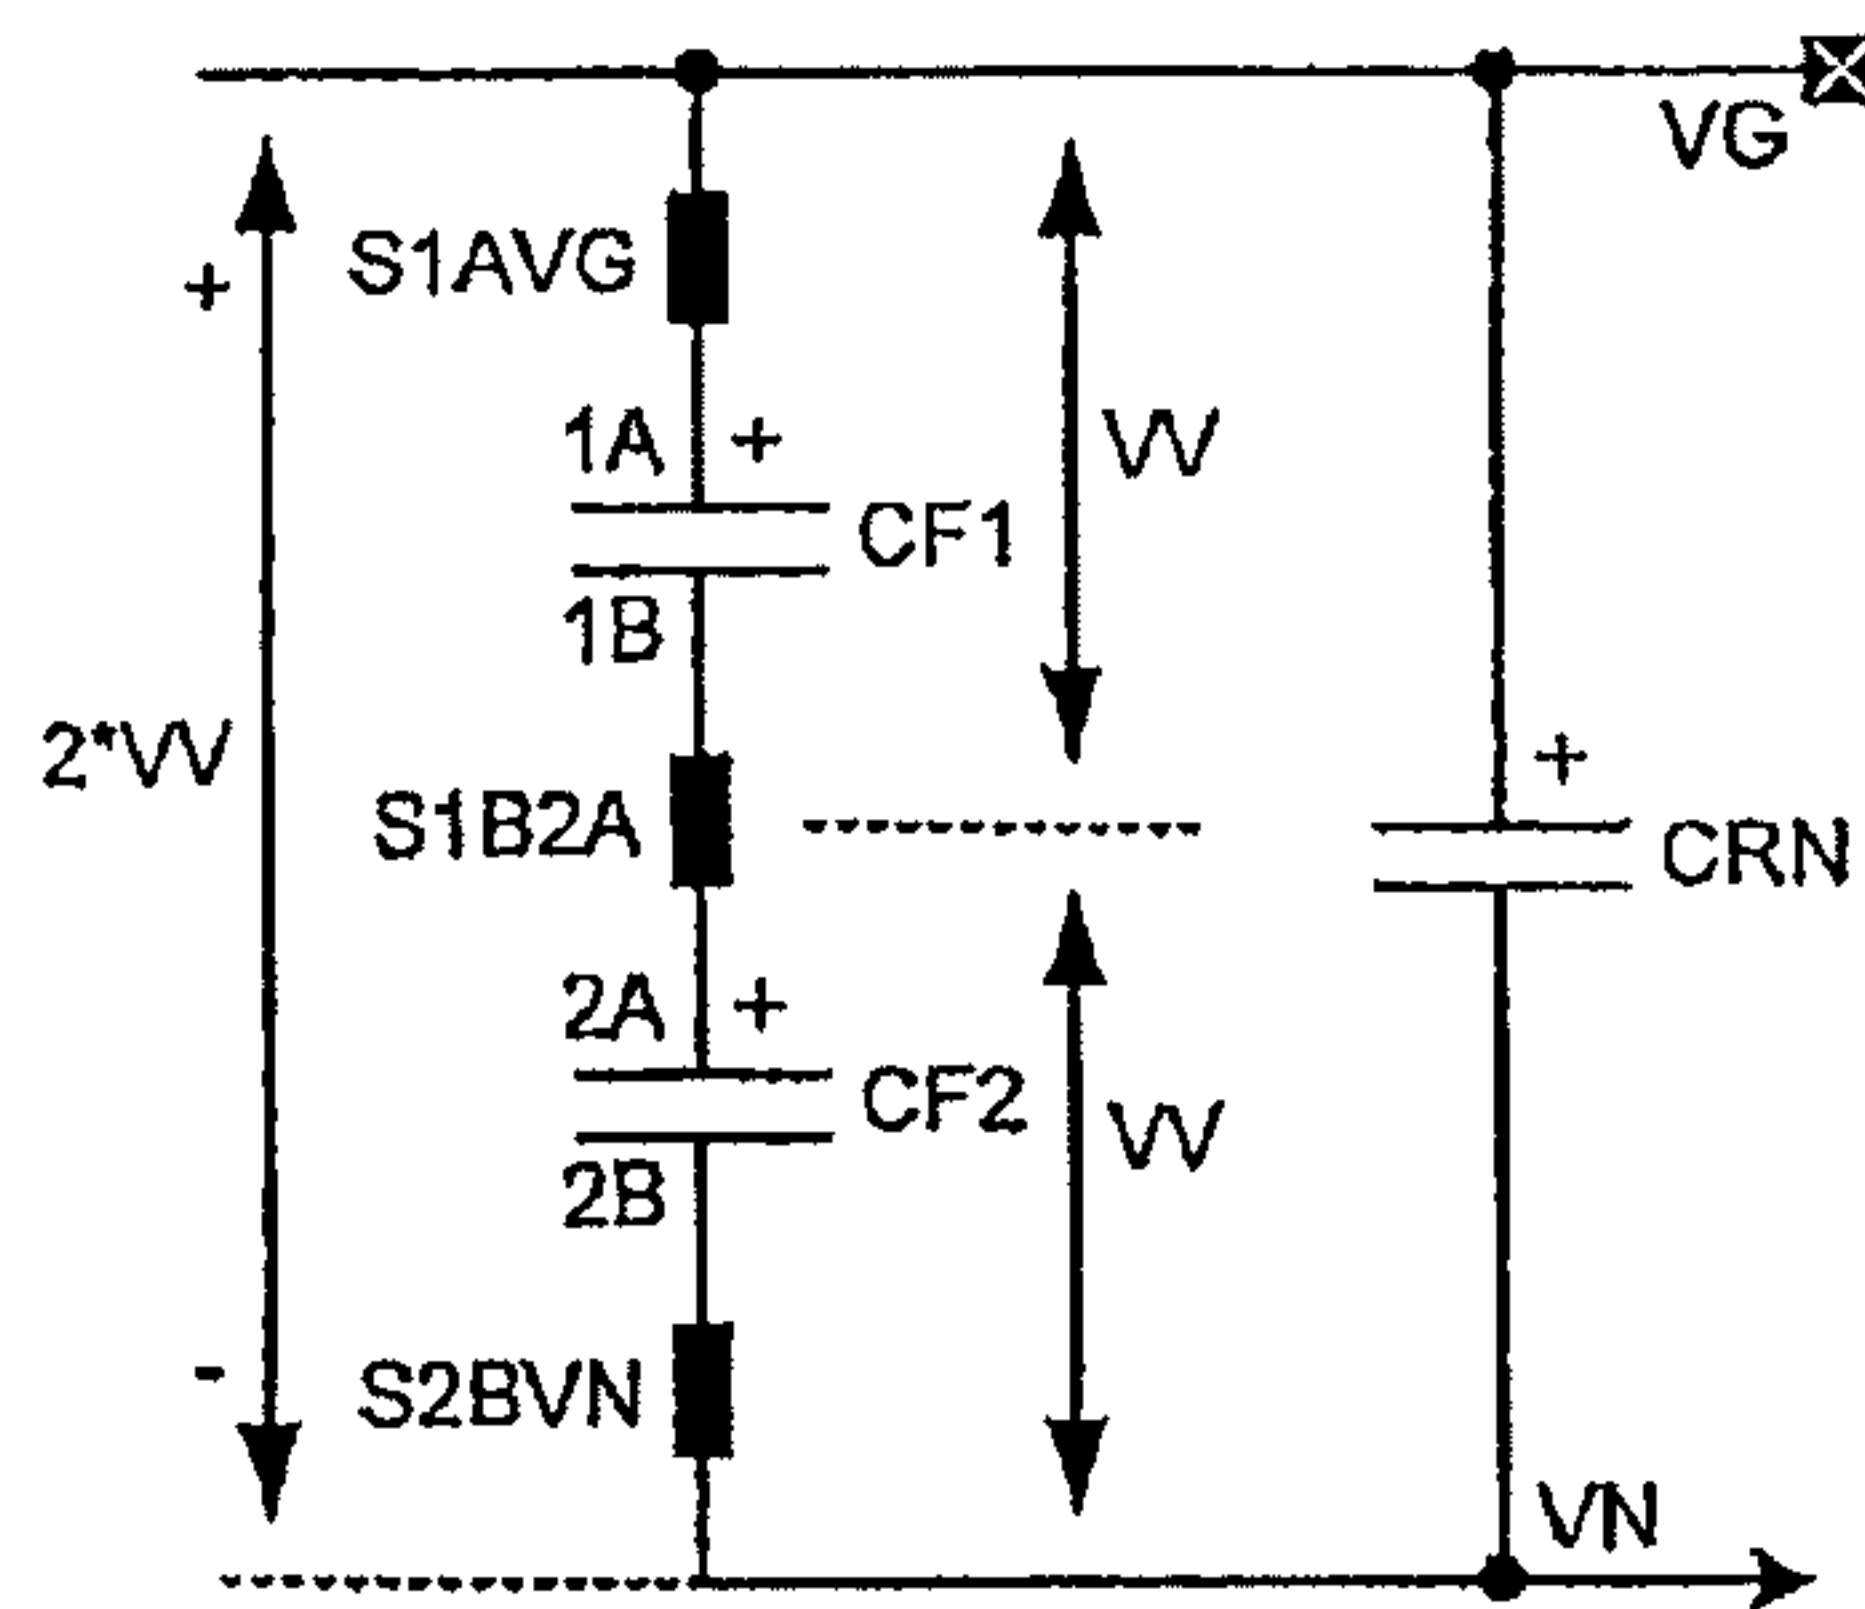 VG
S1AVG
+
1A +
VV
CF1
1B
2*VV
+
S1B2A
CRN
2A +
CF2
VV
2B
-
S2BVN
VN